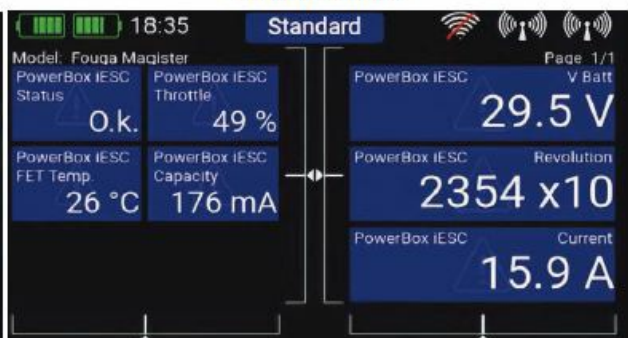 18:35 Standard
Model: Fouga Magister
Page 1/1
PowerBox iESC
Status
O.k.
PowerBox iESC
Throttle
49 %
PowerBox iESC
FET Temp.
26 °C
PowerBox iESC
Capacity
176 mA
PowerBox iESC V Batt
29.5 V
PowerBox iESC Revolution
2354 x10
PowerBox iESC Current
15.9 A